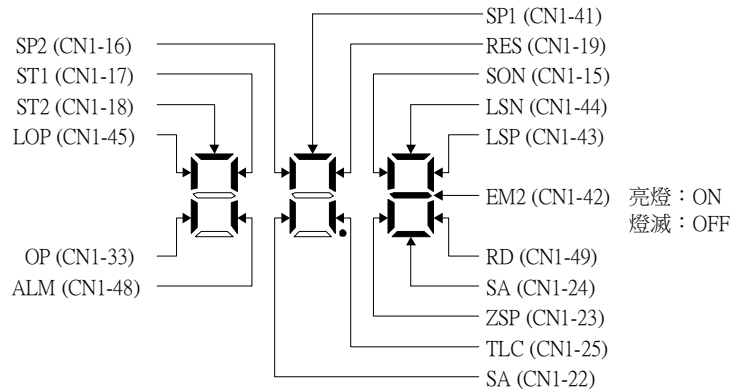 SP1 (CN1-41)
SP2 (CN1-16)
RES (CN1-19)
ST1 (CN1-17)
SON (CN1-15)
ST2 (CN1-18)
LSN (CN1-44)
LOP (CN1-45)
LSP (CN1-43)
EM2 (CN1-42) 亮燈：ON
燈滅：OFF
OP (CN1-33)
RD (CN1-49)
ALM (CN1-48)
SA (CN1-24)
ZSP (CN1-23)
TLC (CN1-25)
SA (CN1-22)